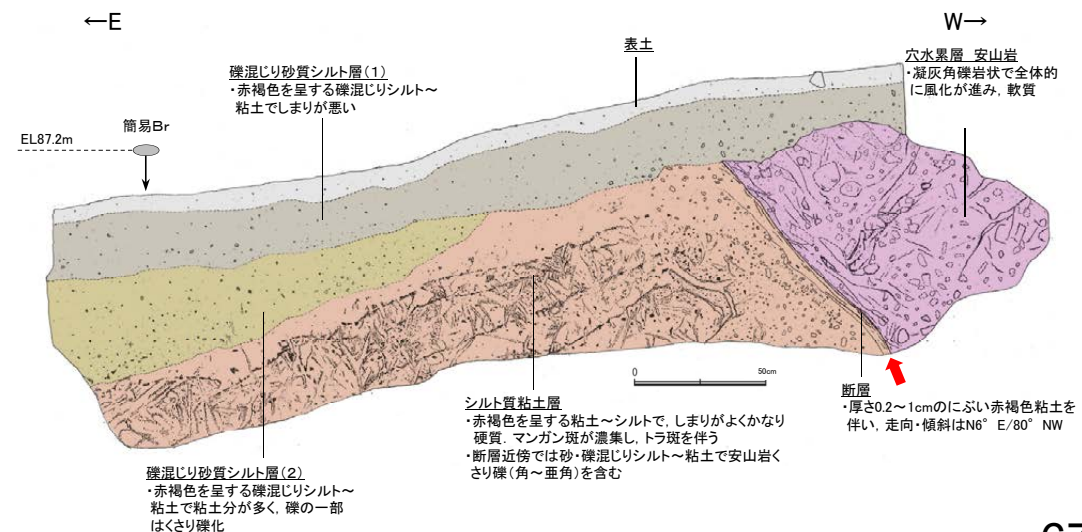 ←E
W→
表土
穴水累層 安山岩
・凝灰角礫岩状で全体的
に風化が進み，軟質
礫混じり砂質シルト層（1）
・赤褐色を呈する礫混じりシルト～
粘土でしまりが悪い
簡易Br
EL87.2m
0
50cm
断層
・厚さ0.2～1cmのにぶい赤褐色粘土を
伴い，走向・傾斜はN6°E/80°NW
シルト質粘土層
・赤褐色を呈する粘土～シルトで，しまりがよくかなり
硬質．マンガン斑が濃集し，トラ斑を伴う
・断層近傍では砂・礫混じりシルト～粘土で安山岩く
さり礫（角～亜角）を含む
礫混じり砂質シルト層（2）
・赤褐色を呈する礫混じりシルト～
粘土で粘土分が多く，礫の一部
はくさり礫化